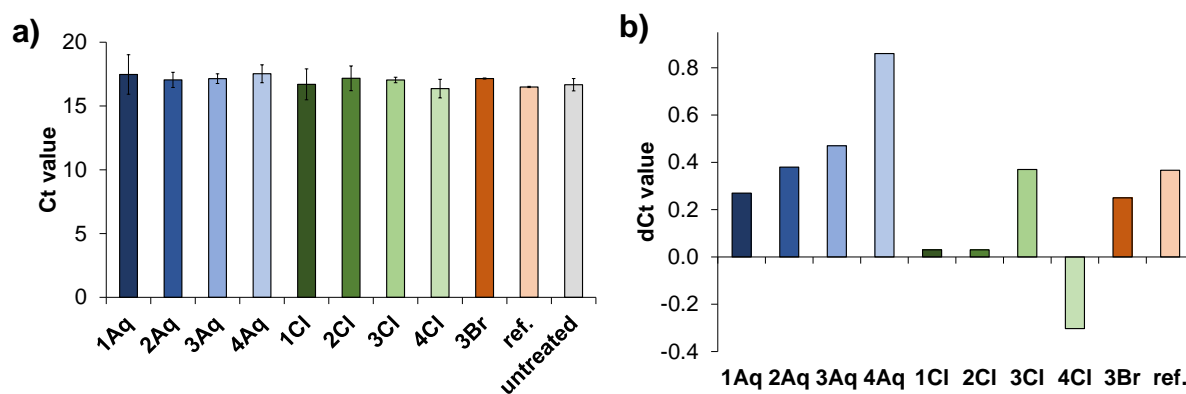 a)
20
15
10
5
0
Ct value
1Aq 2Aq 3Aq 4Aq 1Cl 2Cl 3Cl 4Cl 3Br ref. untreated
b)
0.8
0.6
0.4
0.2
0.0
-0.2
-0.4
dCt value
1Aq 2Aq 3Aq 4Aq 1Cl 2Cl 3Cl 4Cl 3Br ref.